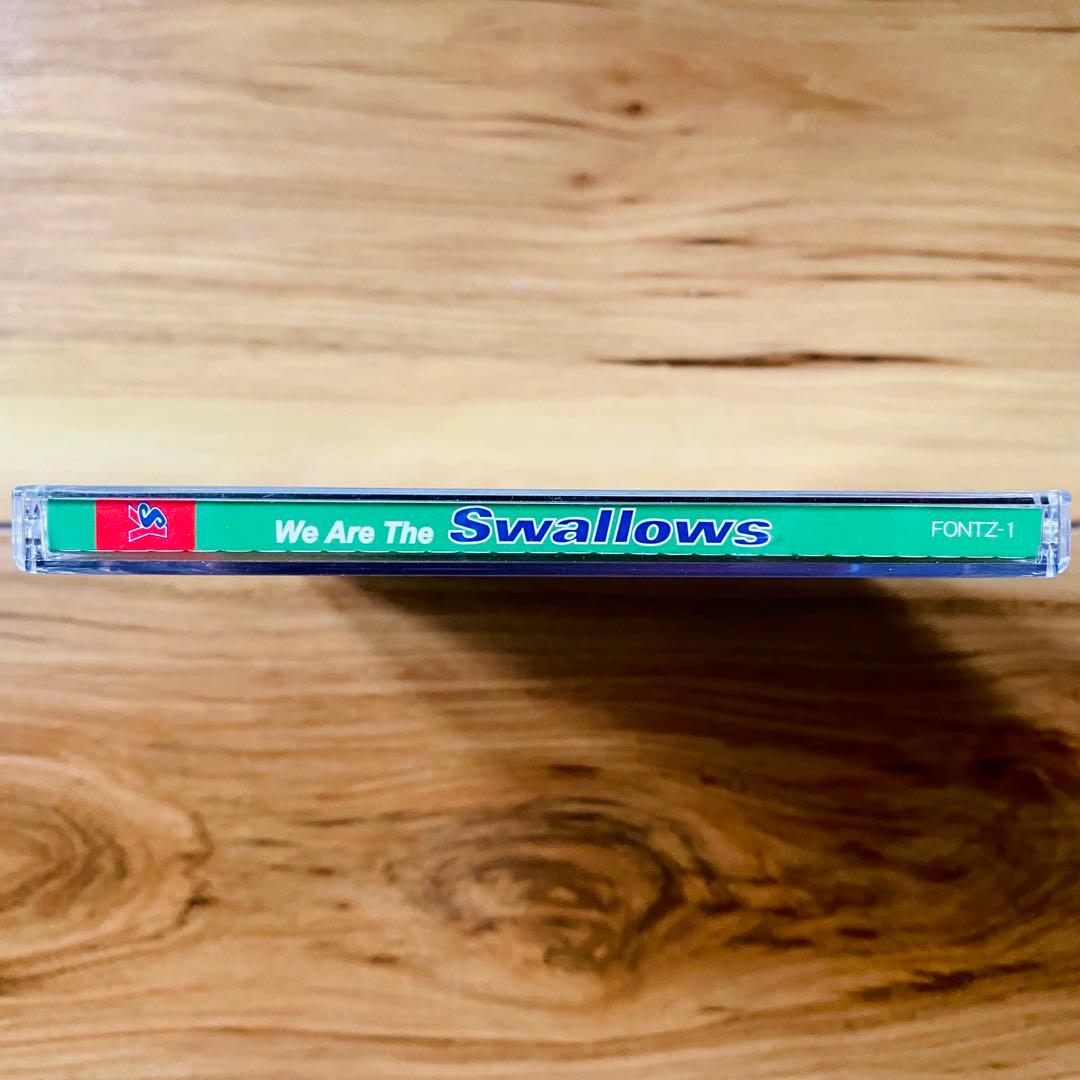 YS
We Are The Swallows
FONTZ-1